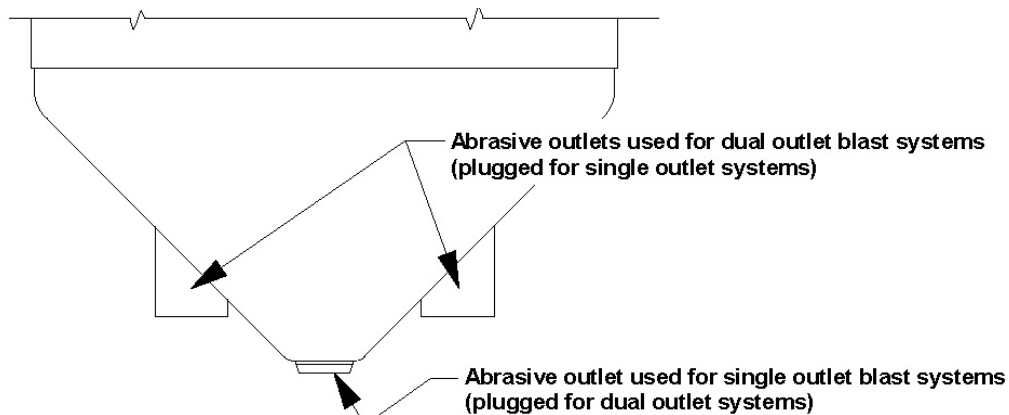 Abrasive outlets used for dual outlet blast systems
(plugged for single outlet systems)
Abrasive outlet used for single outlet blast systems
(plugged for dual outlet systems)